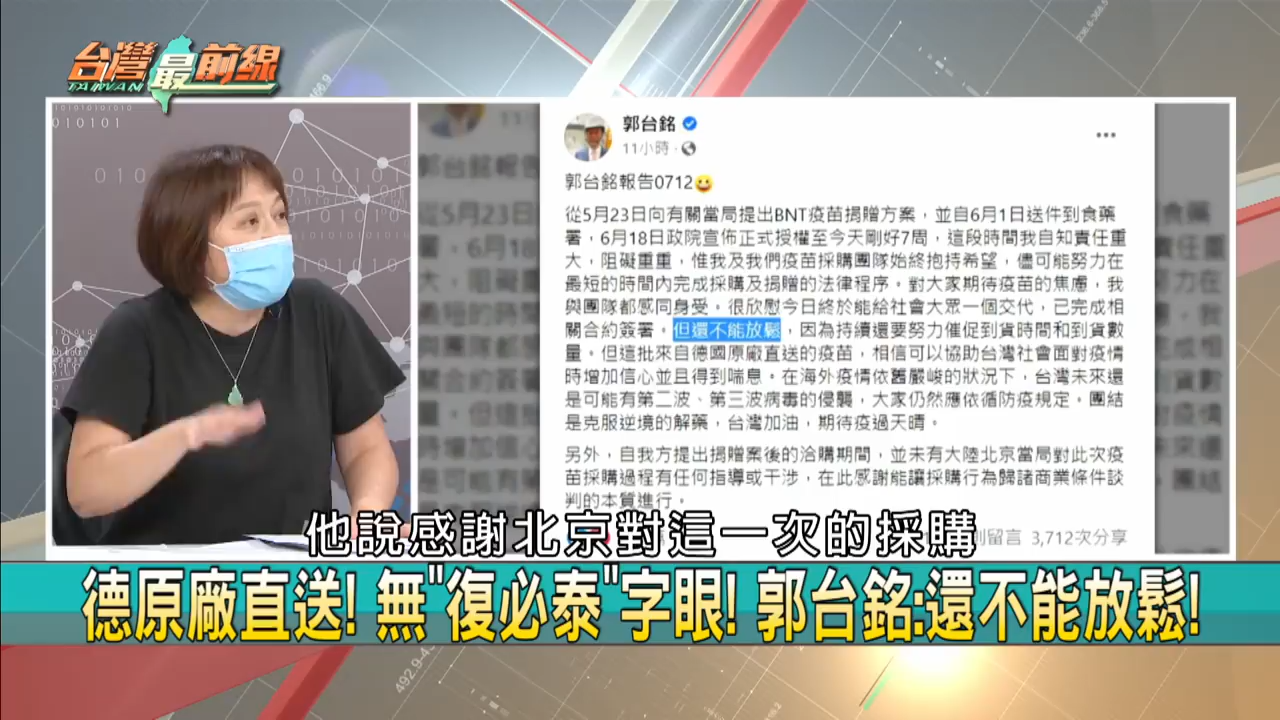 台灣最前線
TAIWAN
郭台銘
11小時
郭台銘報告0712
從5月23日向有關當局提出BNT疫苗捐贈方案，並自6月1日送件到食藥
署，6月18日政院宣佈正式授權至今天剛好7周，這段時間我自知責任重
大，阻礙重重，惟我及我們疫苗採購團隊始終抱持希望，儘可能努力在
最短的時間內完成採購及捐贈的法律程序。對大家期待疫苗的焦慮，我
與團隊都感同身受。很欣慰今日終於能給社會大眾一個交代，已完成相
關合約簽署。但還不能放鬆，因為持續還要努力催促到貨時間和到貨數
量。但這批來自德國原廠直送的疫苗，相信可以協助台灣社會面對疫情
時增加信心並且得到喘息。在海外疫情依舊嚴峻的狀況下，台灣未來還
是可能有第二波、第三波病毒的侵襲，大家仍然應依循防疫規定。團結
是克服逆境的解藥，台灣加油，期待疫過天晴。
另外，自我方提出捐贈案後的洽購期間，並未有大陸北京當局對此次疫
苗採購過程有任何指導或干涉，在此感謝能讓採購行為歸諸商業條件談
判的本質進行。
則留言 3,712次分享
他說感謝北京對這一次的採購
德原廠直送! 無"復必泰"字眼! 郭台銘:還不能放鬆!